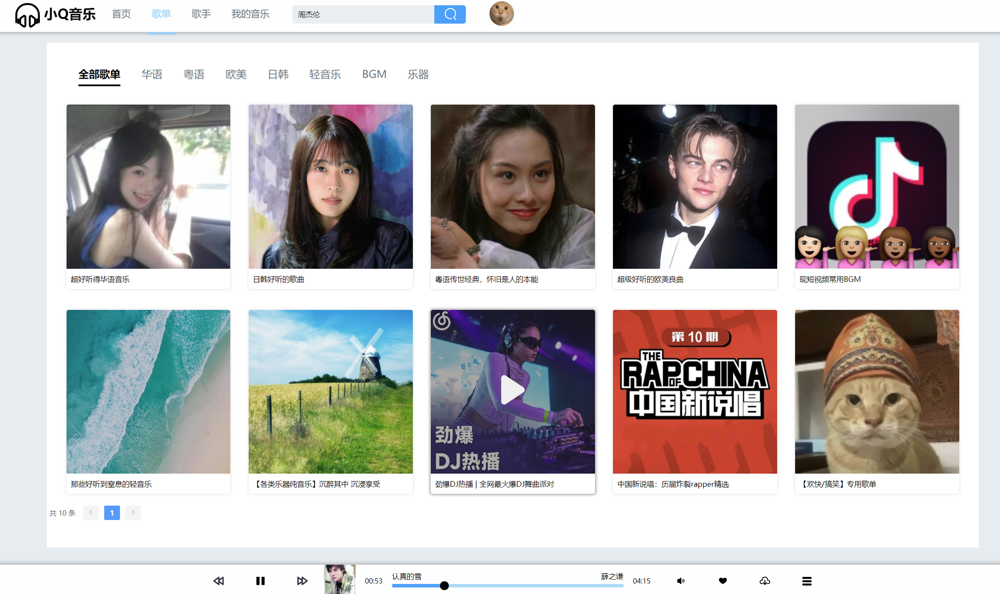 小Q音乐
首页
歌单
歌手
我的音乐
周杰伦
全部歌单
华语
粤语
欧美
日韩
轻音乐
BGM
乐器
超好听得华语音乐
日韩好听的歌曲
粵语传世经典，怀旧是人的本能
超级好听的欧美良曲
柯北
现短视频常用BGM
劲爆
DJ热播
第 10 期
THE
RAP OF CHINA
中国新说唱
那些好听到窒息的轻音乐
【各类乐器纯音乐】沉醉其中 沉浸享受
劲爆DJ热播 | 全网最火爆DJ舞曲派对
中国新说唱：历届炸裂rapper精选
【欢快/搞笑】专用歌单
共 10 条
1
薛之谦
00:53
认真的雪
薛之谦
04:15